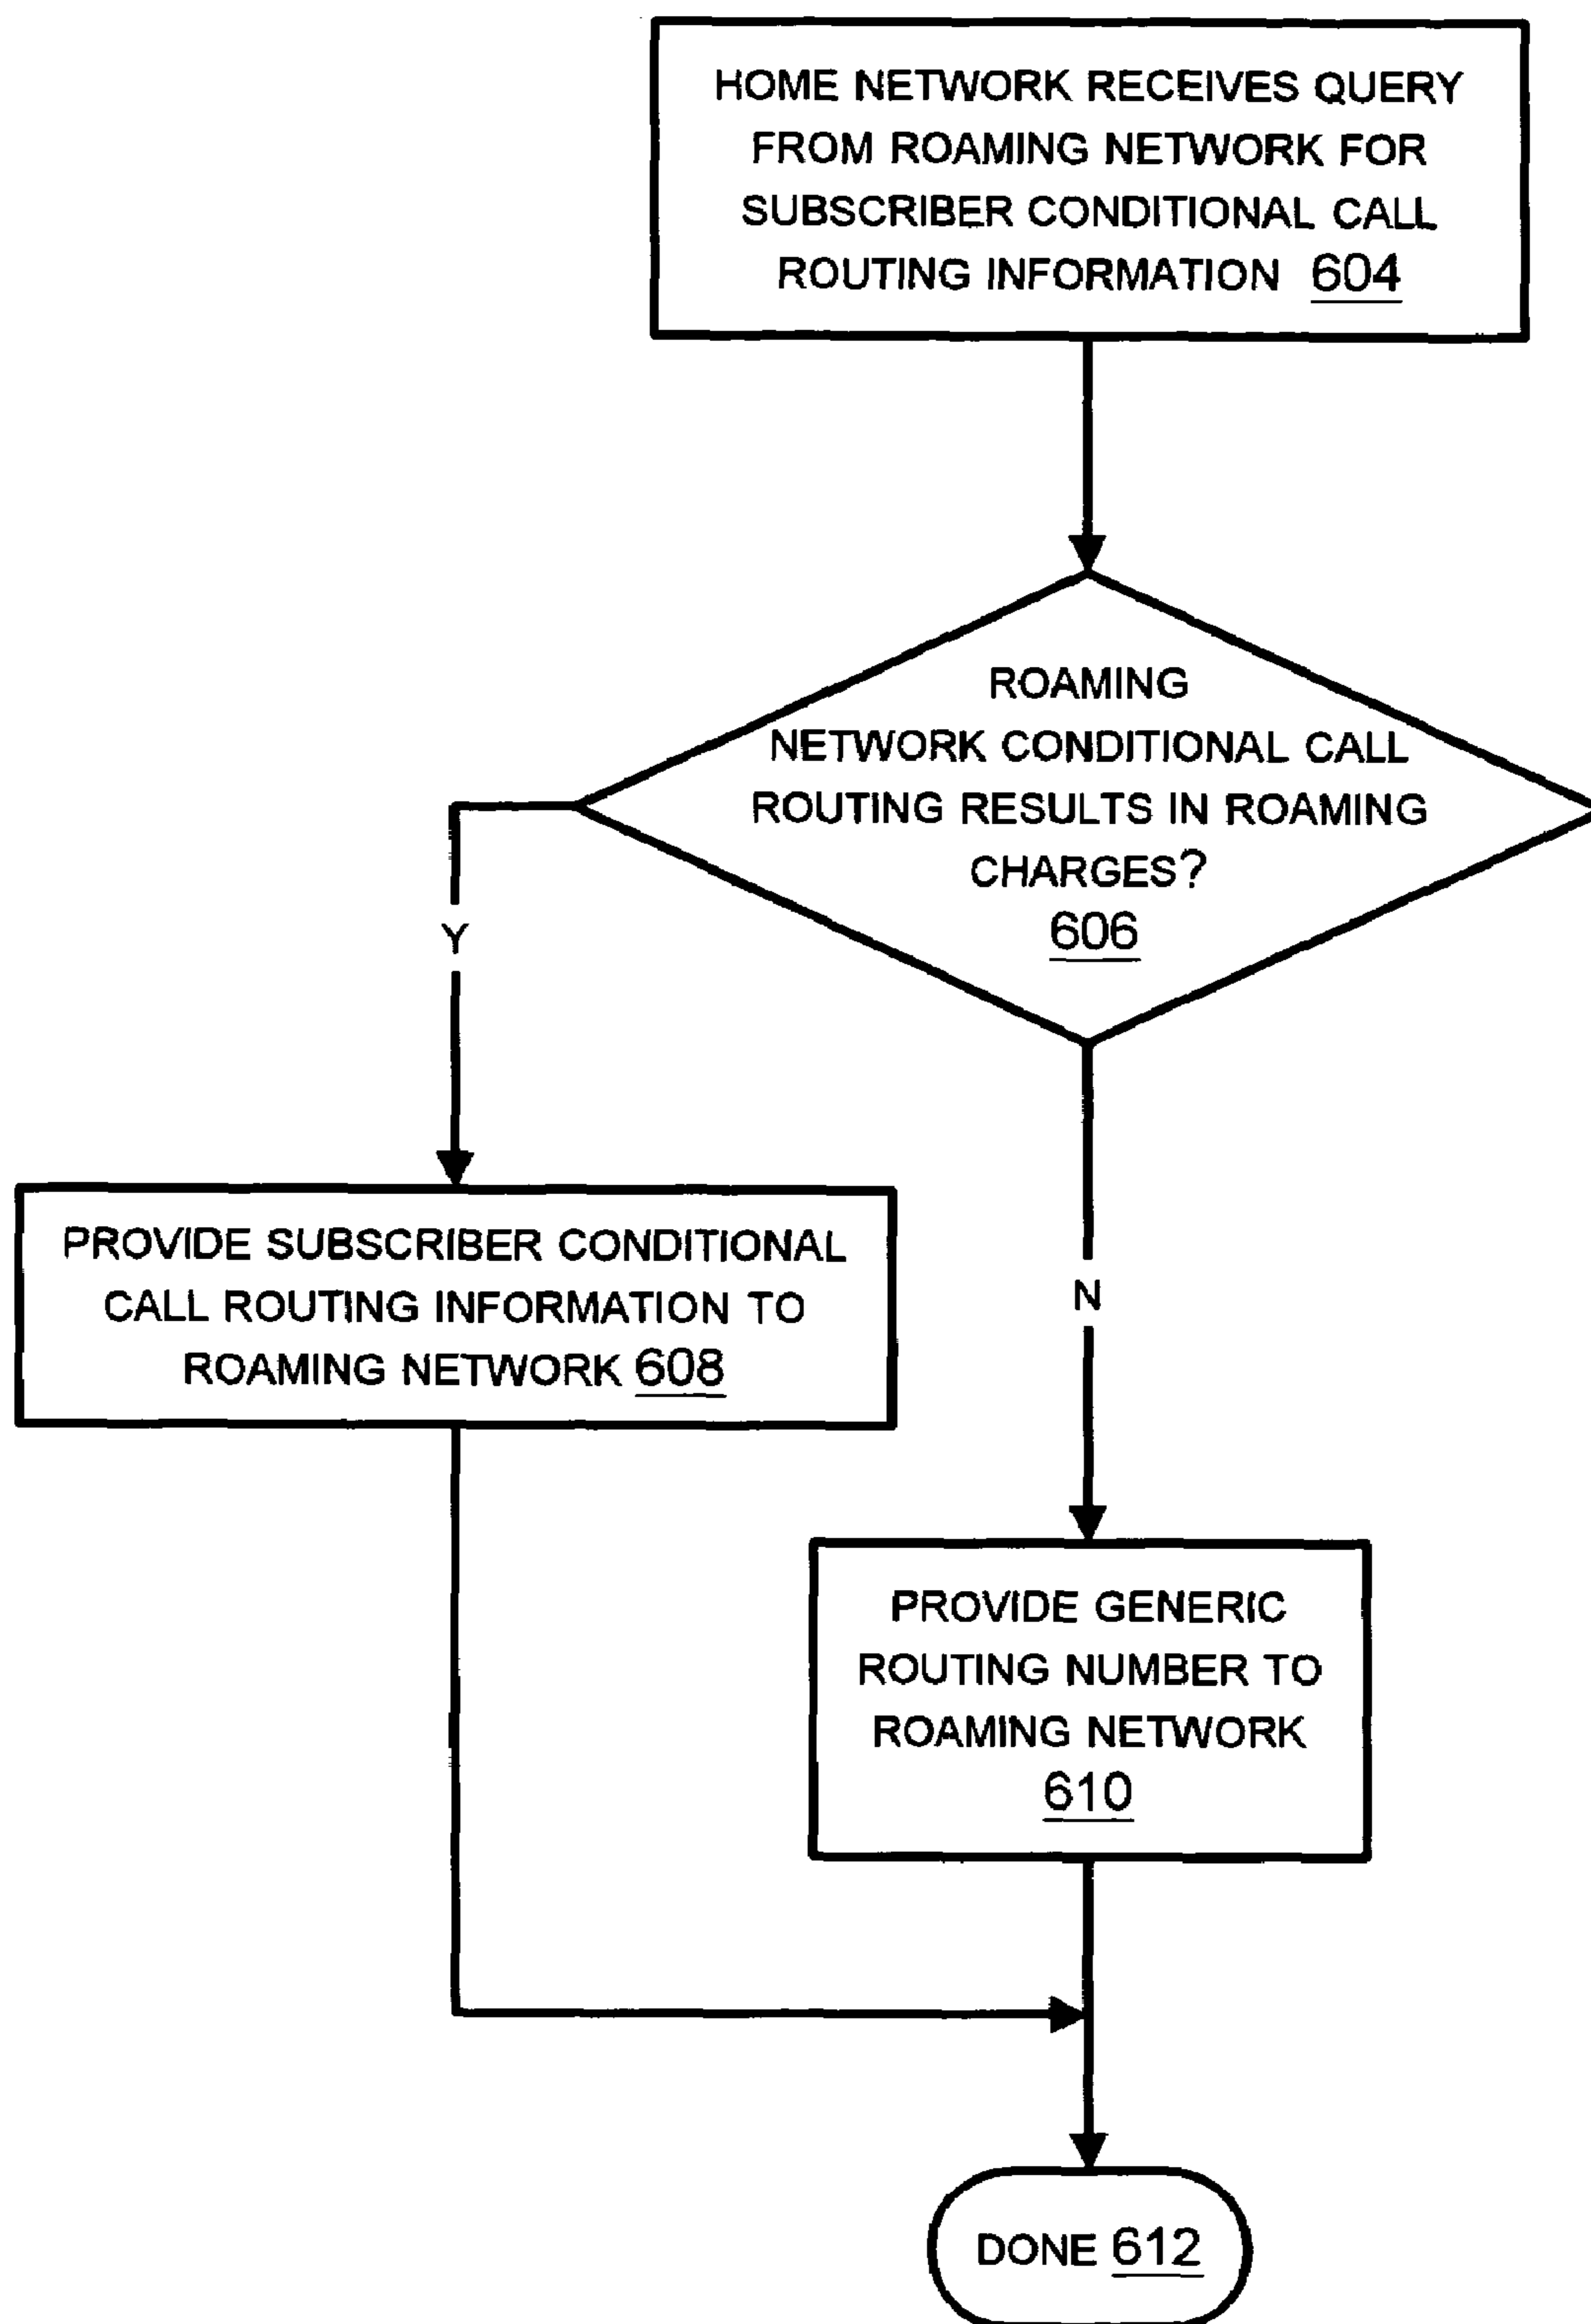 HOME NETWORK RECEIVES QUERY
FROM ROAMING NETWORK FOR
SUBSCRIBER CONDITIONAL CALL
ROUTING INFORMATION 604
ROAMING
NETWORK CONDITIONAL CALL
ROUTING RESULTS IN ROAMING
CHARGES?
606
Y
PROVIDE SUBSCRIBER CONDITIONAL
CALL ROUTING INFORMATION TO
ROAMING NETWORK 608
N
PROVIDE GENERIC
ROUTING NUMBER TO
ROAMING NETWORK
610
DONE 612